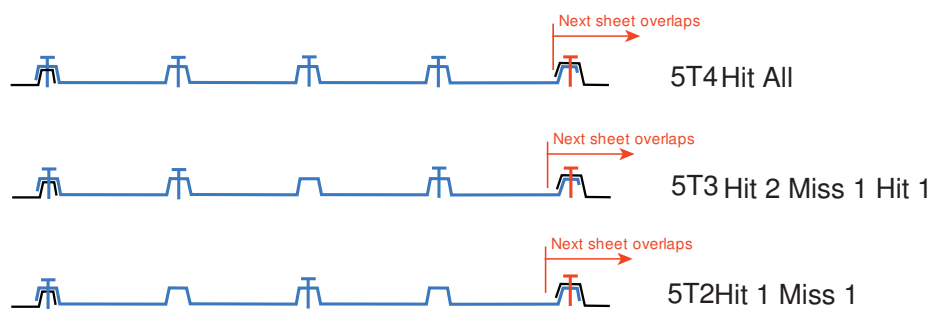 Next sheet overlaps
5T4 Hit All
Next sheet overlaps
5T3 Hit 2 Miss 1 Hit 1
Next sheet overlaps
5T2Hit 1 Miss 1